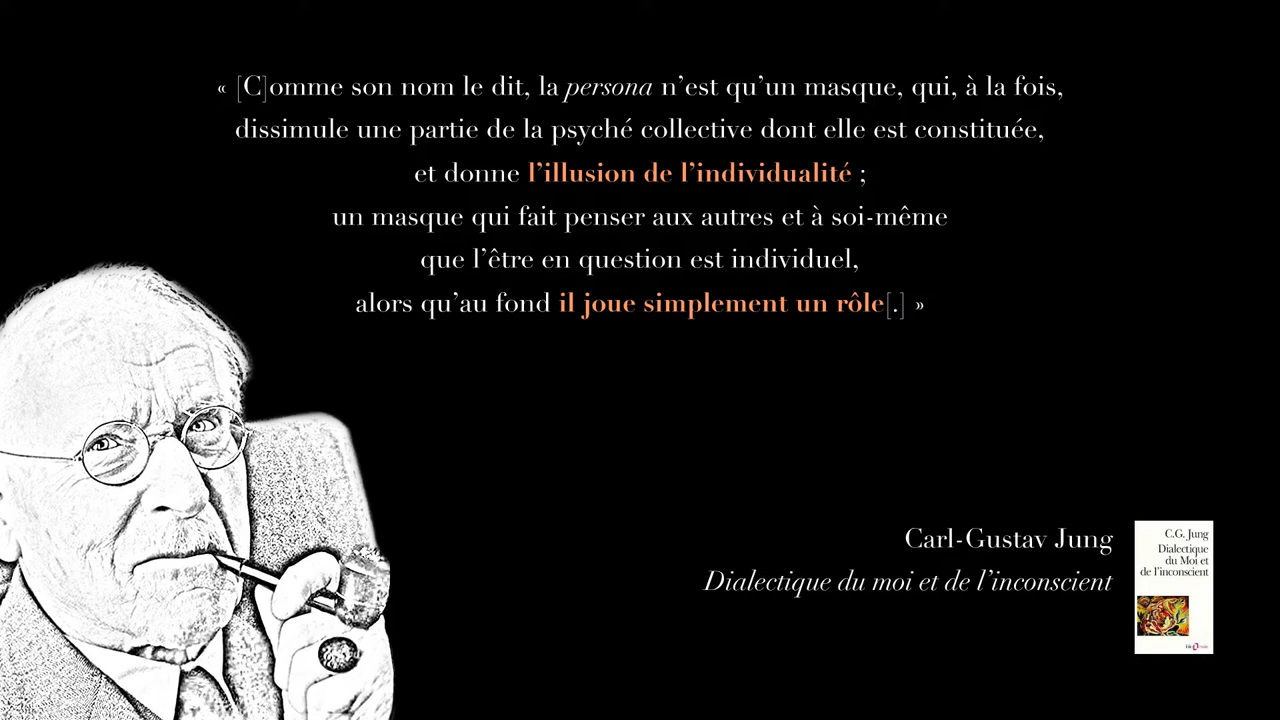 « [C]omme son nom le dit, la persona n’est qu’un masque, qui, à la fois,
dissimule une partie de la psyché collective dont elle est constituée,
et donne l’illusion de l’individualité ;
un masque qui fait penser aux autres et à soi-même
que l’être en question est individuel,
alors qu’au fond il joue simplement un rôle[.] »
Carl-Gustav Jung
Dialectique du moi et de l’inconscient
C.G. Jung
Dialectique
du Moi et
de l’inconscient